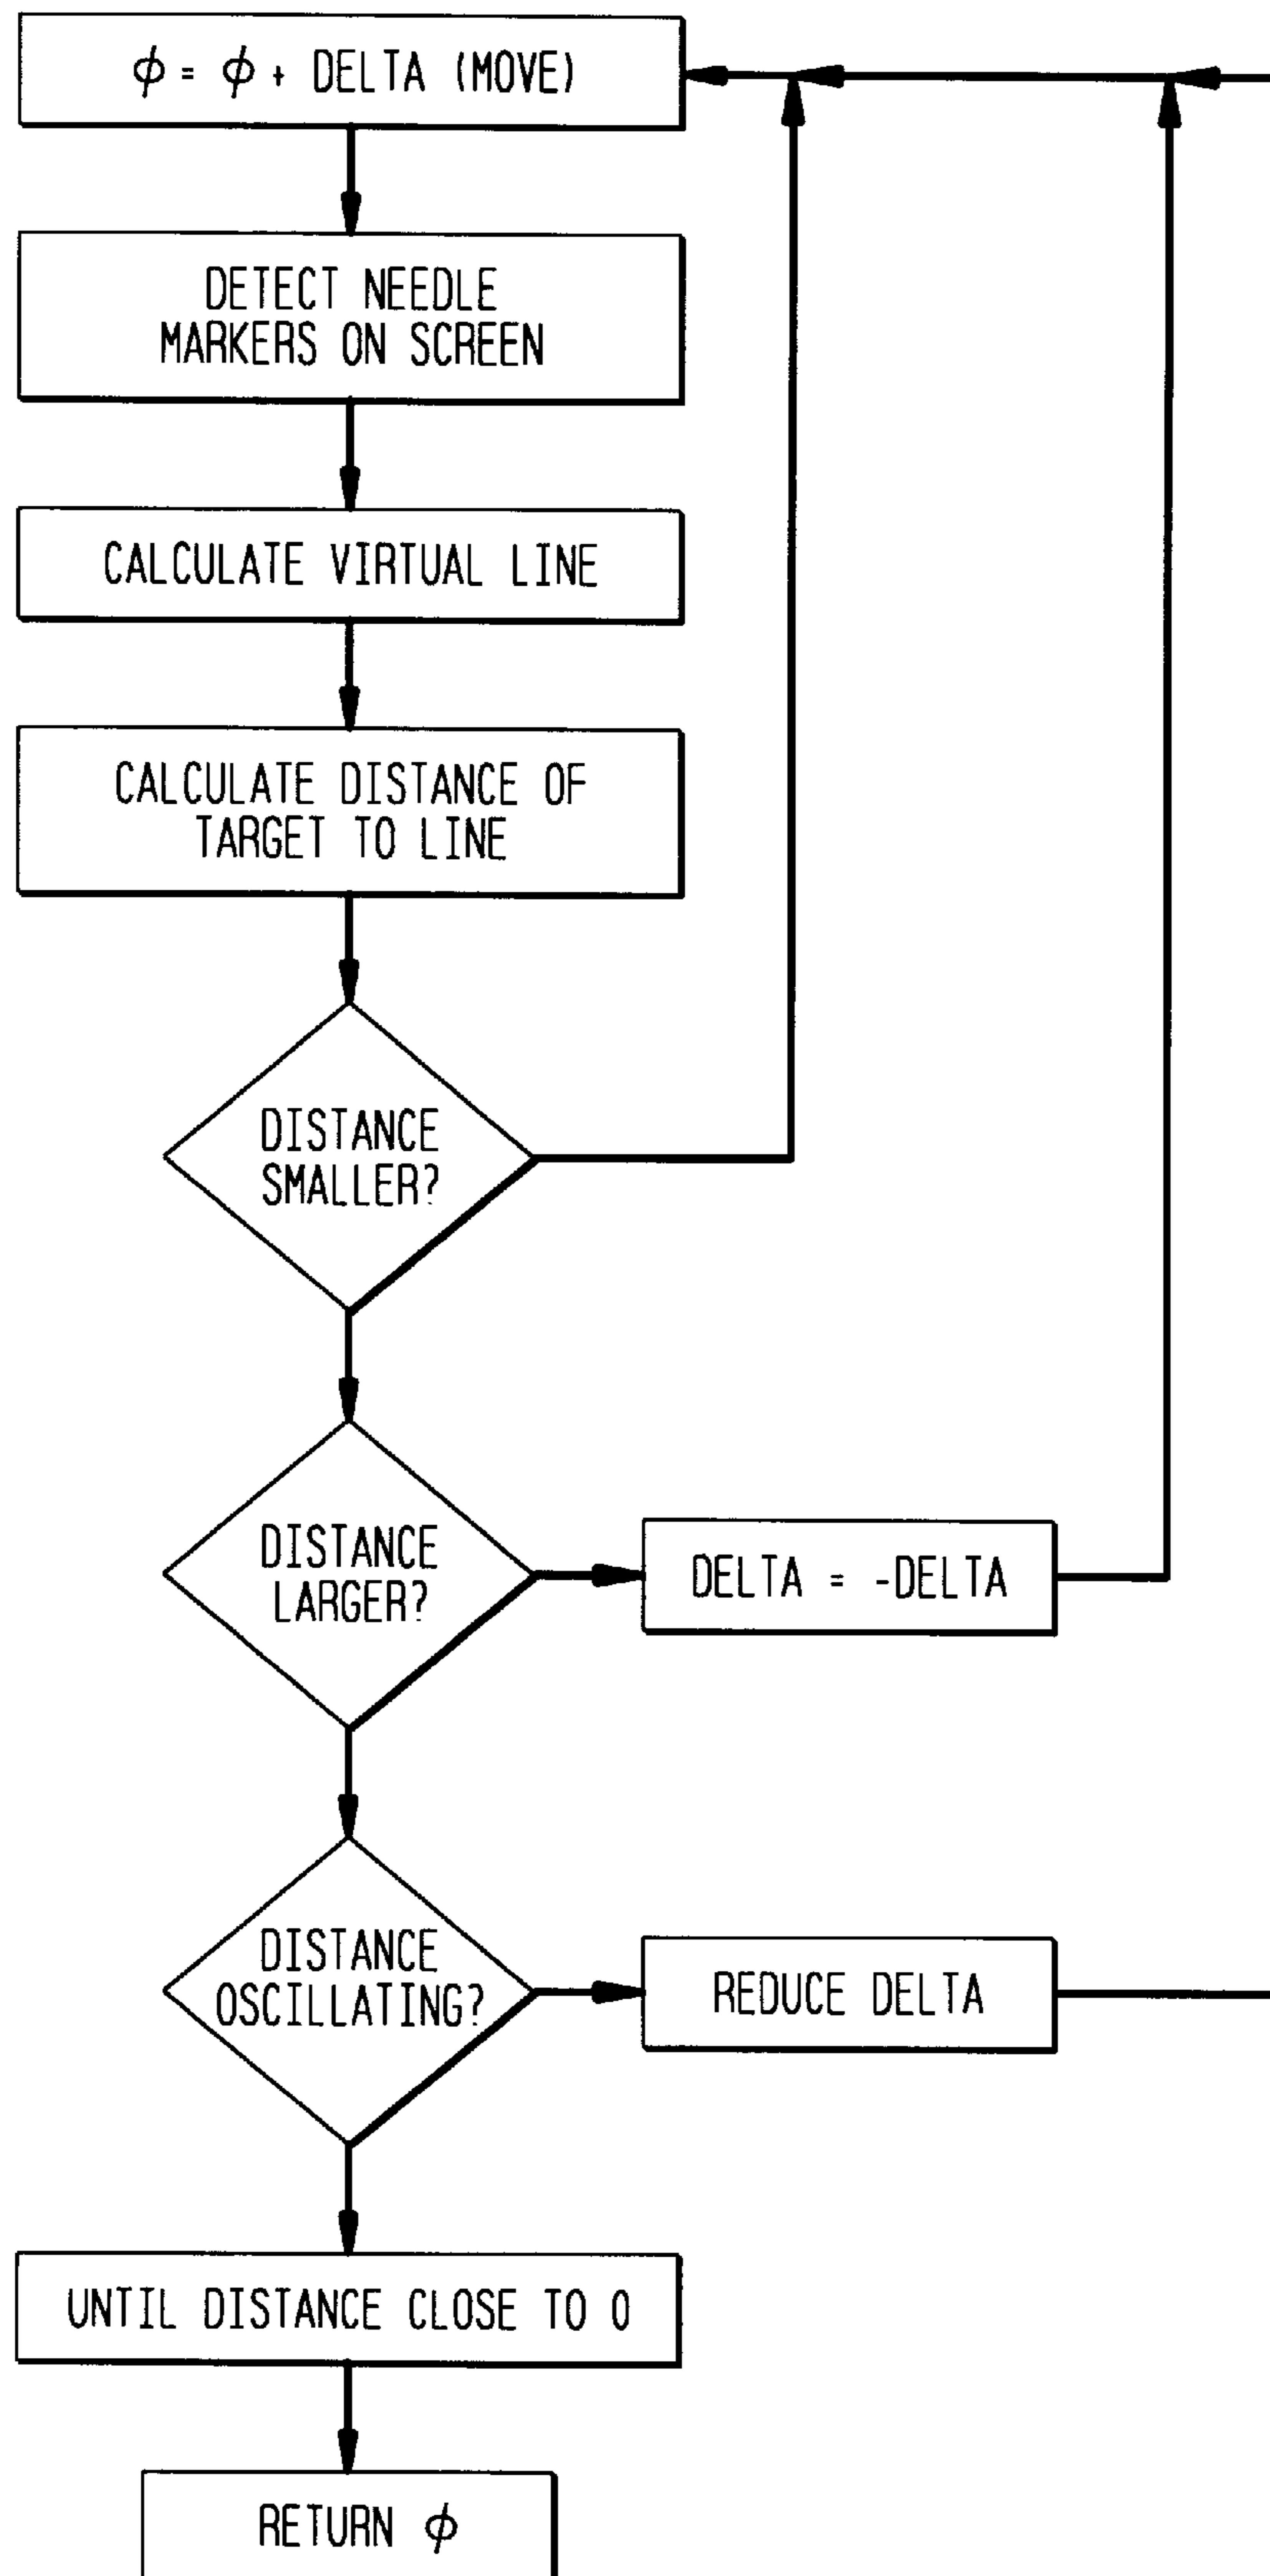 ϕ = ϕ + DELTA (MOVE)
DETECT NEEDLE
MARKERS ON SCREEN
CALCULATE VIRTUAL LINE
CALCULATE DISTANCE OF
TARGET TO LINE
DISTANCE
SMALLER?
DISTANCE
LARGER?
DELTA = -DELTA
DISTANCE
OSCILLATING?
REDUCE DELTA
UNTIL DISTANCE CLOSE TO 0
RETURN ϕ